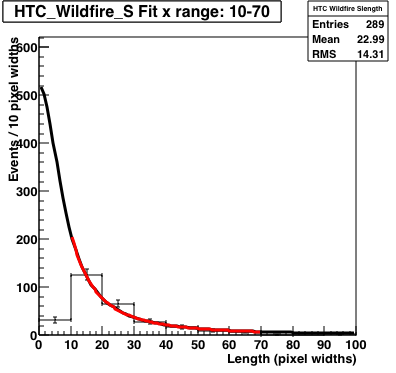 HTC_Wildfire_S Fit x range: 10-70
HTC Wildfire Slength
Entries 289
Mean 22.99
RMS 14.31
Events / 10 pixel widths
600
500
400
300
200
100
0
0 10 20 30 40 50 60 70 80 90 100
Length (pixel widths)